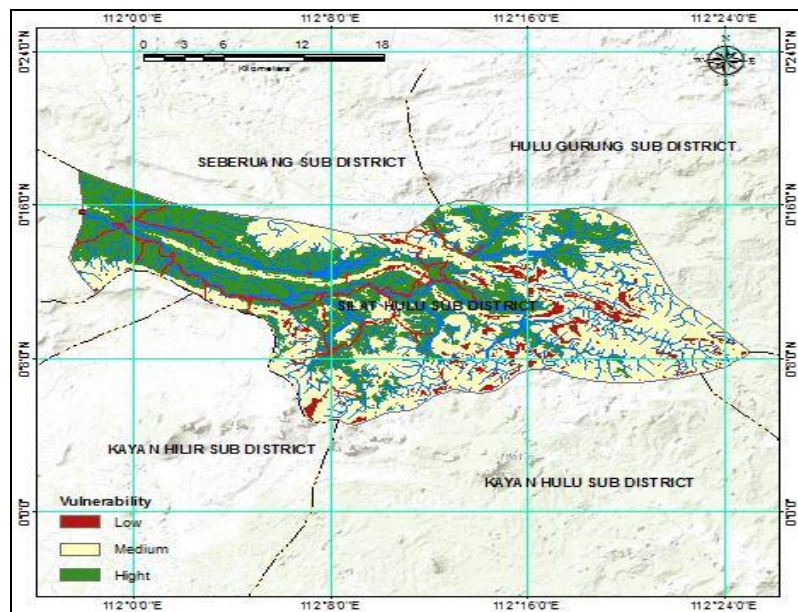 112°0'0"E 112°8'0"E 112°16'0"E 112°24'0"E
0°24'0"N 0°24'0"N
0 3 6 12 18
Kilometers
N
S
HULU GURUNG SUB DISTRICT
SEBERUANG SUB DISTRICT
0°16'0"N 0°16'0"N
SILAT HULU SUB DISTRICT
0°8'0"N 0°8'0"N
KAYAN HILIR SUB DISTRICT
KAYAN HULU SUB DISTRICT
Vulnerability
0°0'0" 0°0'0"
Low
Medium
Hight
112°0'0"E 112°8'0"E 112°16'0"E 112°24'0"E